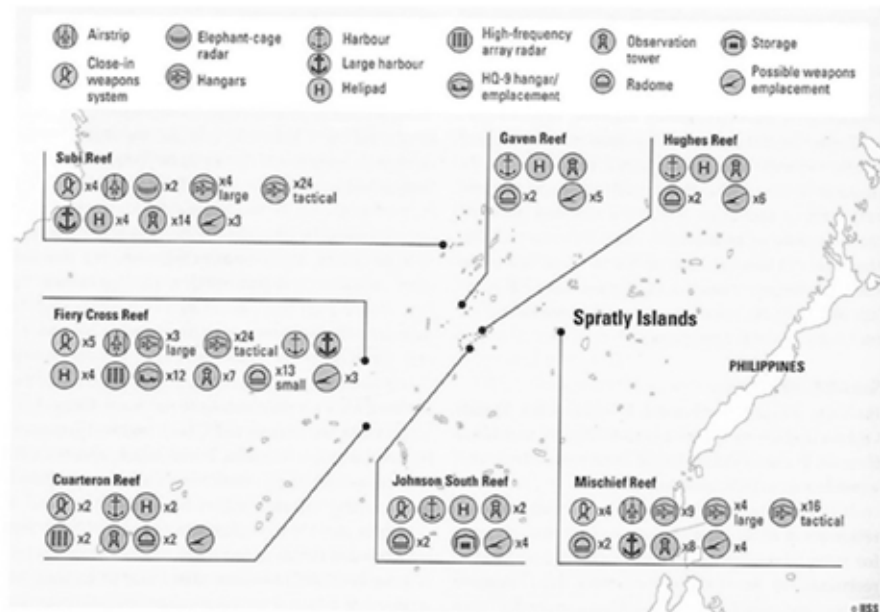 Airstrip
Close-in weapons system
Elephant-cage radar
Hangars
Harbour
Large harbour
H Helipad
High-frequency array radar
HQ-9 hangar/ emplacement
Observation tower
Radome
Storage
Possible weapons emplacement
Subi Reef
x4 x2 x4 large x24 tactical
H x4 x14 x3
Gaven Reef
H
x2 x5
Hughes Reef
H
x2 x6
Fiery Cross Reef
x5 x3 large x24 tactical
H x4 x12 x7 x13 small x3
Spratly Islands
PHILIPPINES
Cuarteron Reef
x2 H x2
x2 x2
Johnson South Reef
H x2
x2 x4
Mischief Reef
x4 x9 x4 large x16 tactical
x2 x8 x4
© IISS